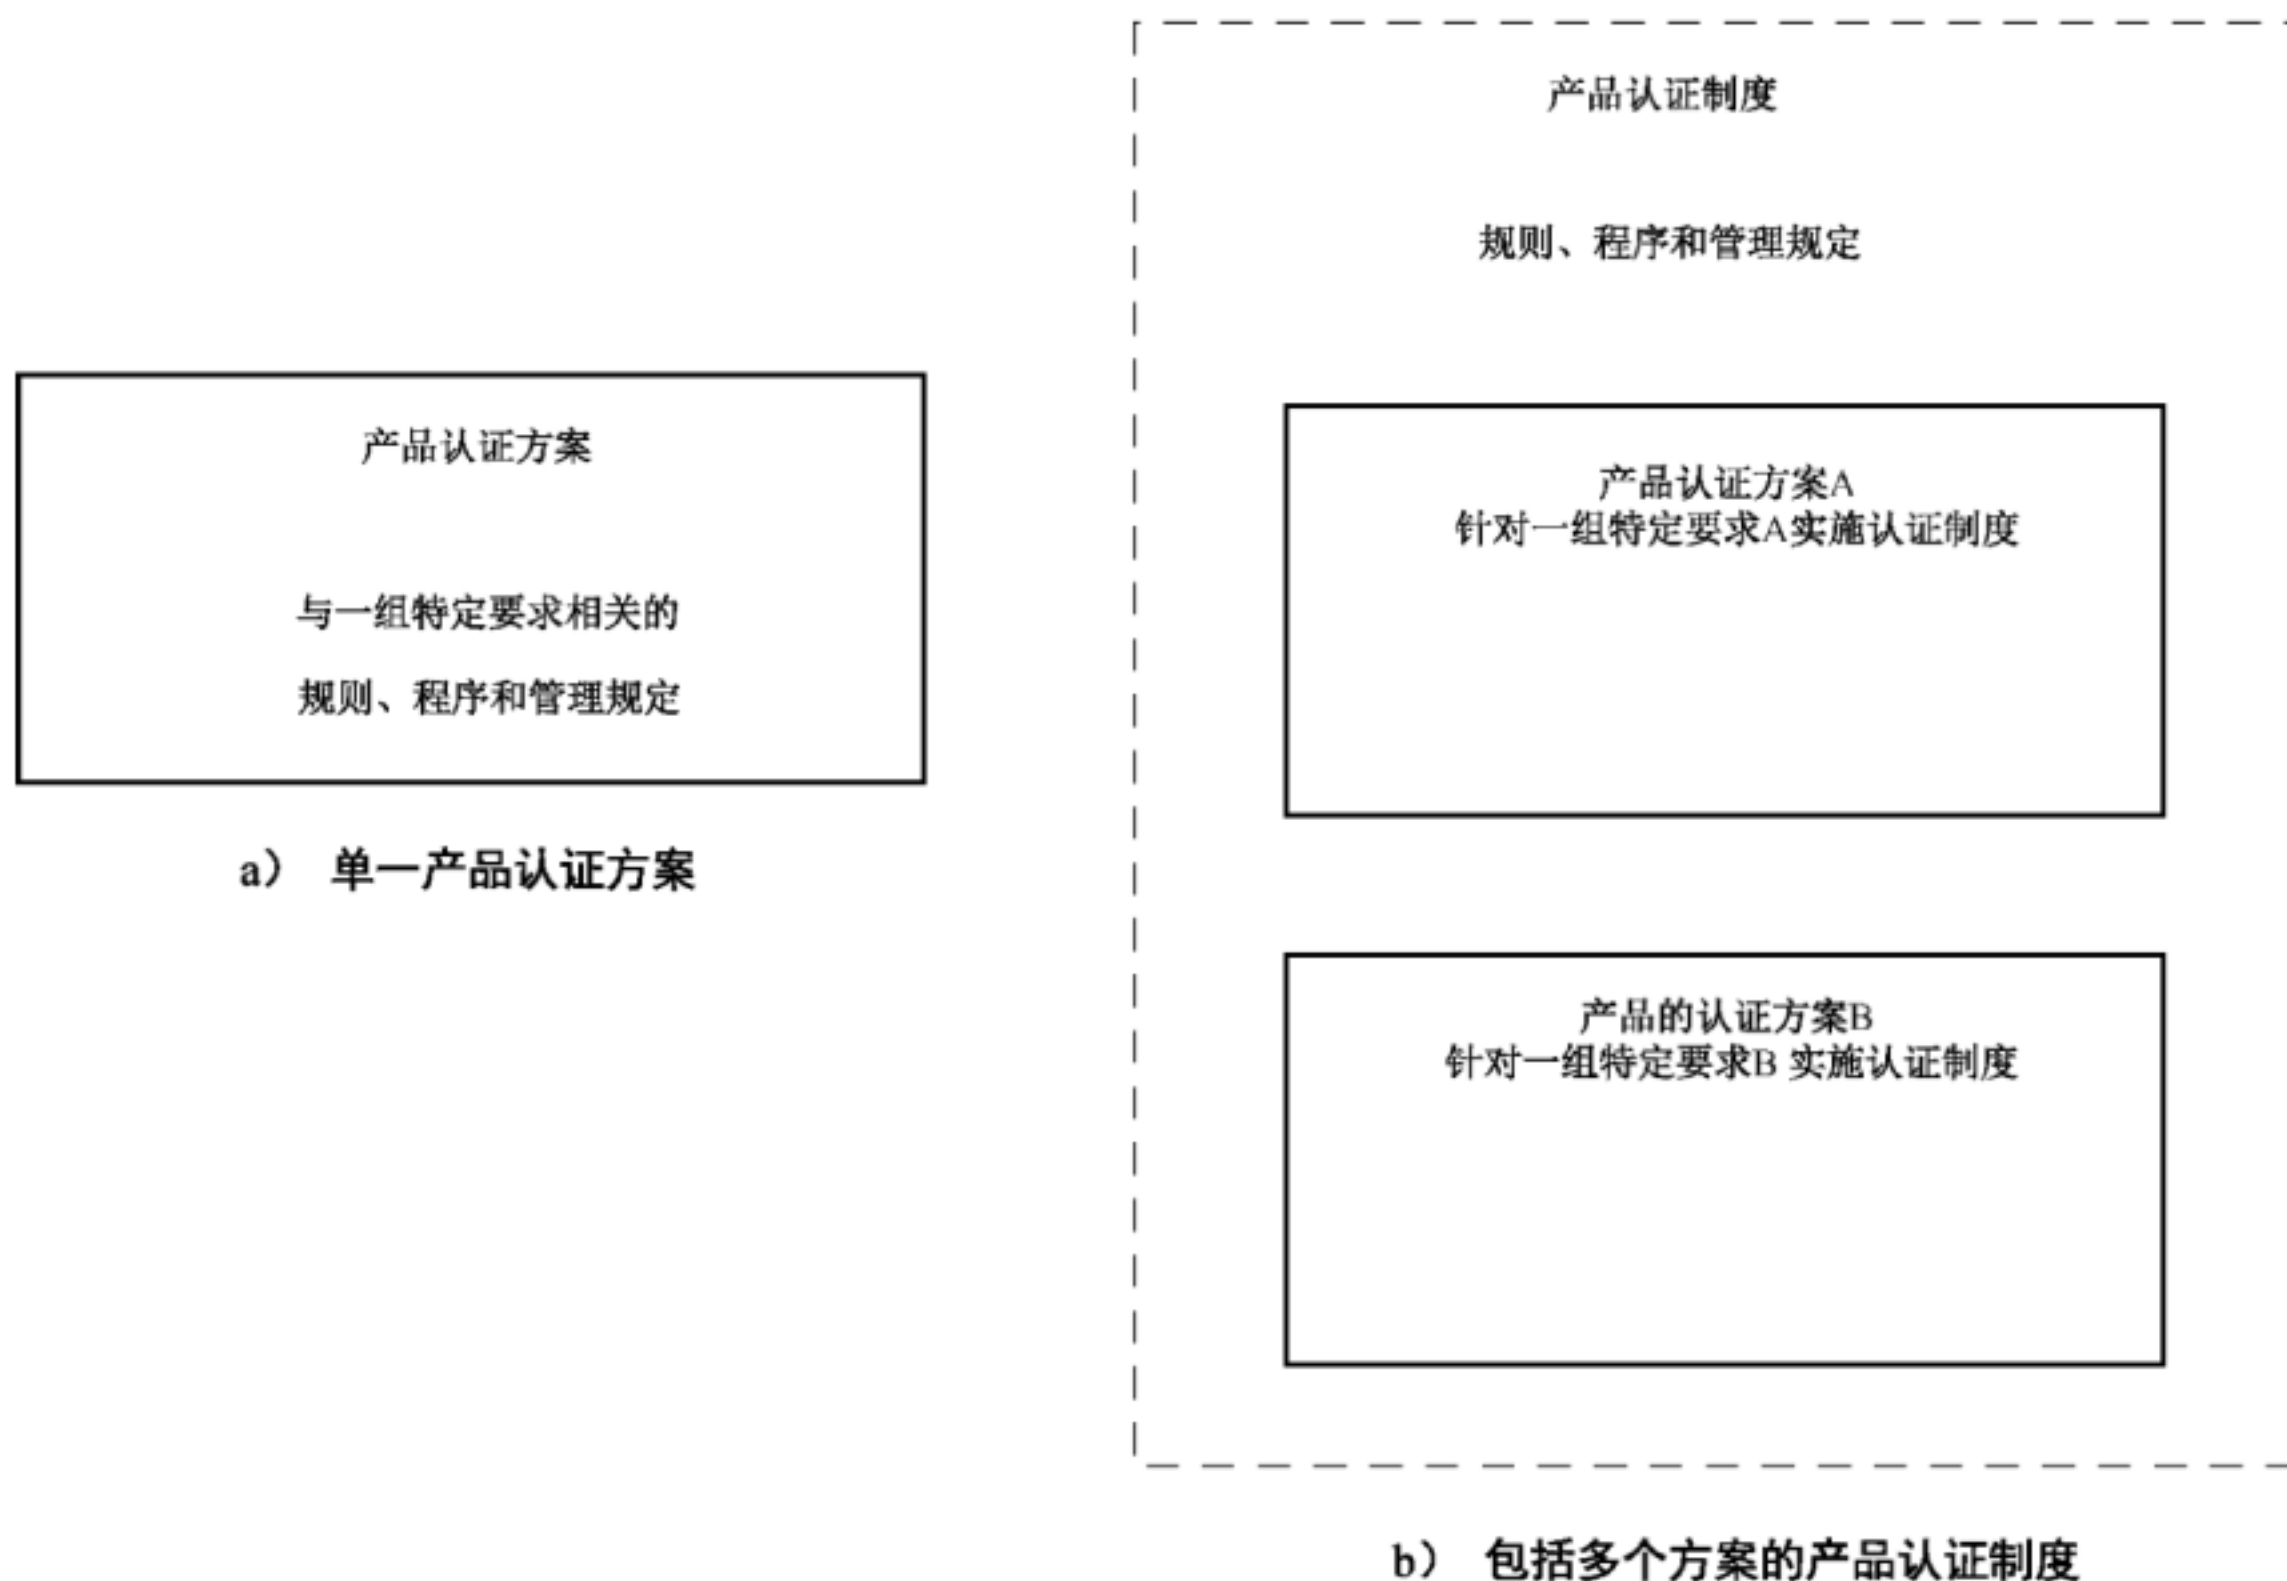 产品认证方案
与一组特定要求相关的
规则、程序和管理规定
a） 单一产品认证方案
产品认证制度
规则、程序和管理规定
产品认证方案A
针对一组特定要求A实施认证制度
产品的认证方案B
针对一组特定要求B 实施认证制度
b） 包括多个方案的产品认证制度